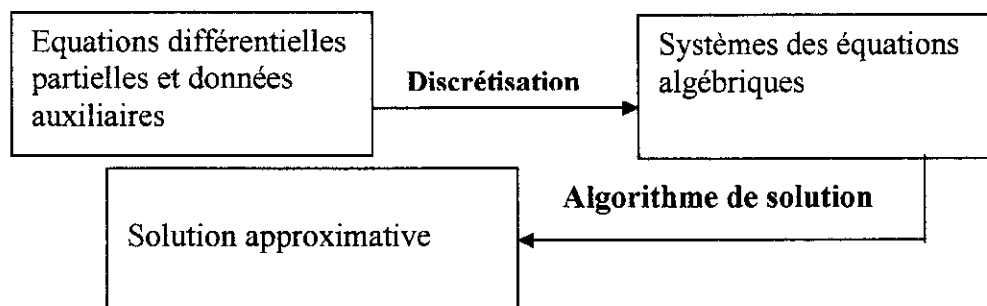 Equations différentielles
partielles et données
auxiliaires
Discrétisation
Systèmes des équations
algébriques
Algorithme de solution
Solution approximative